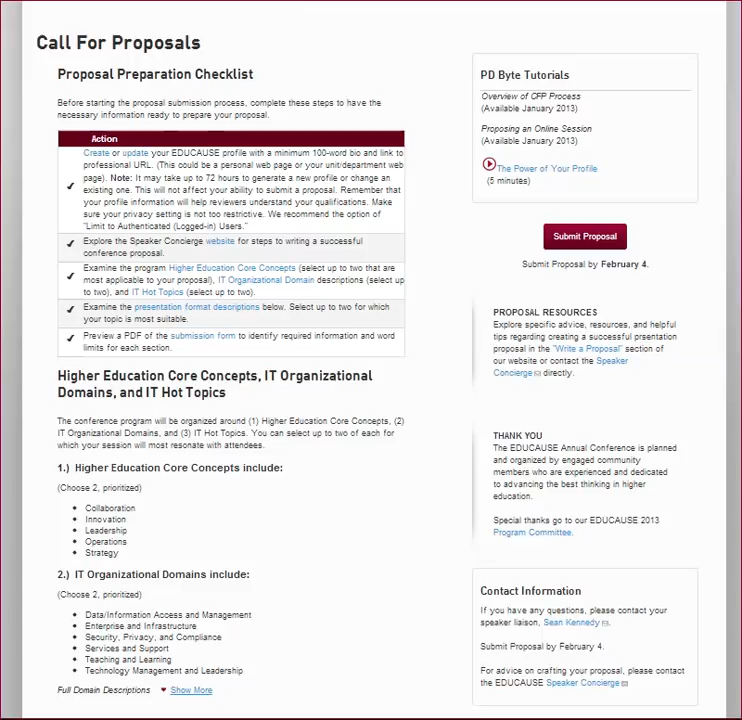 Call For Proposals
Proposal Preparation Checklist
Before starting the proposal submission process, complete these steps to have the
necessary information ready to prepare your proposal.
Action
Create or update your EDUCAUSE profile with a minimum 100-word bio and link to
professional URL. (This could be a personal web page or your unit/department web
page). Note: It may take up to 72 hours to generate a new profile or change an
existing one. This will not affect your ability to submit a proposal. Remember that
your profile information will help reviewers understand your qualifications. Make
sure your privacy setting is not too restrictive. We recommend the option of
"Limit to Authenticated (Logged-in) Users."
Explore the Speaker Concierge website for steps to writing a successful
conference proposal.
Examine the program Higher Education Core Concepts (select up to two that are
most applicable to your proposal), IT Organizational Domain descriptions (select up
to two), and IT Hot Topics (select up to two).
Examine the presentation format descriptions below. Select up to two for which
your topic is most suitable.
Preview a PDF of the submission form to identify required information and word
limits for each section.
Higher Education Core Concepts, IT Organizational
Domains, and IT Hot Topics
The conference program will be organized around (1) Higher Education Core Concepts, (2)
IT Organizational Domains, and (3) IT Hot Topics. You can select up to two of each for
which your session will most resonate with attendees.
1.) Higher Education Core Concepts include:
(Choose 2, prioritized)
Collaboration
Innovation
Leadership
Operations
Strategy
2.) IT Organizational Domains include:
(Choose 2, prioritized)
Data/Information Access and Management
Enterprise and Infrastructure
Security, Privacy, and Compliance
Services and Support
Teaching and Learning
Technology Management and Leadership
Full Domain Descriptions Show More
PD Byte Tutorials
Overview of CFP Process
(Available January 2013)
Proposing an Online Session
(Available January 2013)
The Power of Your Profile
(5 minutes)
Submit Proposal
Submit Proposal by February 4.
PROPOSAL RESOURCES
Explore specific advice, resources, and helpful
tips regarding creating a successful presntation
proposal in the "Write a Proposal" section of
our website or contact the Speaker
Concierge directly.
THANK YOU
The EDUCAUSE Annual Conference is planned
and organized by engaged community
members who are experienced and dedicated
to advancing the best thinking in higher
education.
Special thanks go to our EDUCAUSE 2013
Program Committee.
Contact Information
If you have any questions, please contact your
speaker liaison, Sean Kennedy.
Submit Proposal by February 4.
For advice on crafting your proposal, please contact
the EDUCAUSE Speaker Concierge